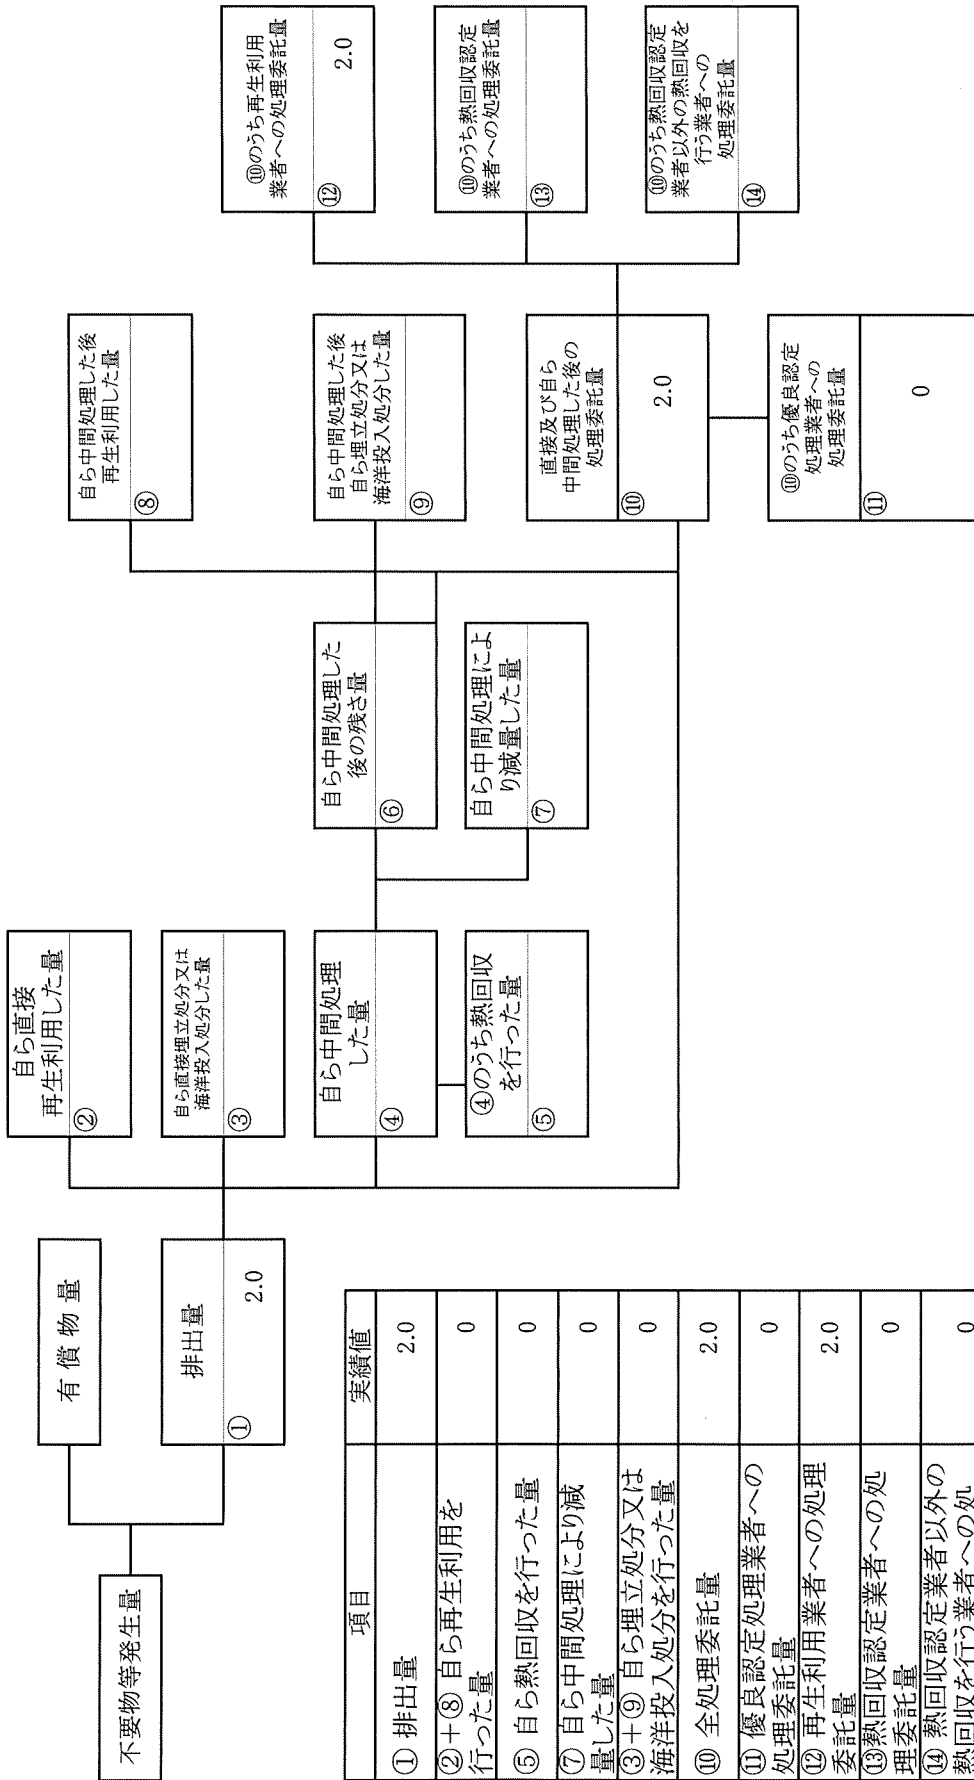 不要物等発生量
有償物量
排出量
① 2.0
自ら直接
再生利用した量
②
自ら直接埋立処分又は
海洋投入処分した量
③
自ら中間処理
した量
④
④のうち熱回収
を行った量
⑤
自ら中間処理した
後の残さ量
⑥
自ら中間処理によ
り減量した量
⑦
自ら中間処理した後
再生利用した量
⑧
自ら中間処理した後
自ら埋立処分又は
海洋投入処分した量
⑨
直接及び自ら
中間処理した後の
処理委託量
⑩ 2.0
⑩のうち優良認定
処理業者への
処理委託量
⑪ 0
⑩のうち再生利用
業者への処理委託量
⑫ 2.0
⑩のうち熱回収認定
業者への処理委託量
⑬
⑩のうち熱回収認定
業者以外の熱回収を
行う業者への
処理委託量
⑭
項目 実績値
① 排出量 2.0
②+⑧ 自ら再生利用を
行った量 0
⑤ 自ら熱回収を行った量 0
⑦ 自ら中間処理により減
量した量 0
③+⑨ 自ら埋立処分又は
海洋投入処分を行った量 0
⑩ 全処理委託量 2.0
⑪ 優良認定処理業者への
処理委託量 0
⑫ 再生利用業者への処理
委託量 2.0
⑬熱回収認定業者への処
理委託量 0
⑭ 熱回収認定業者以外の
熱回収を行う業者への処 0